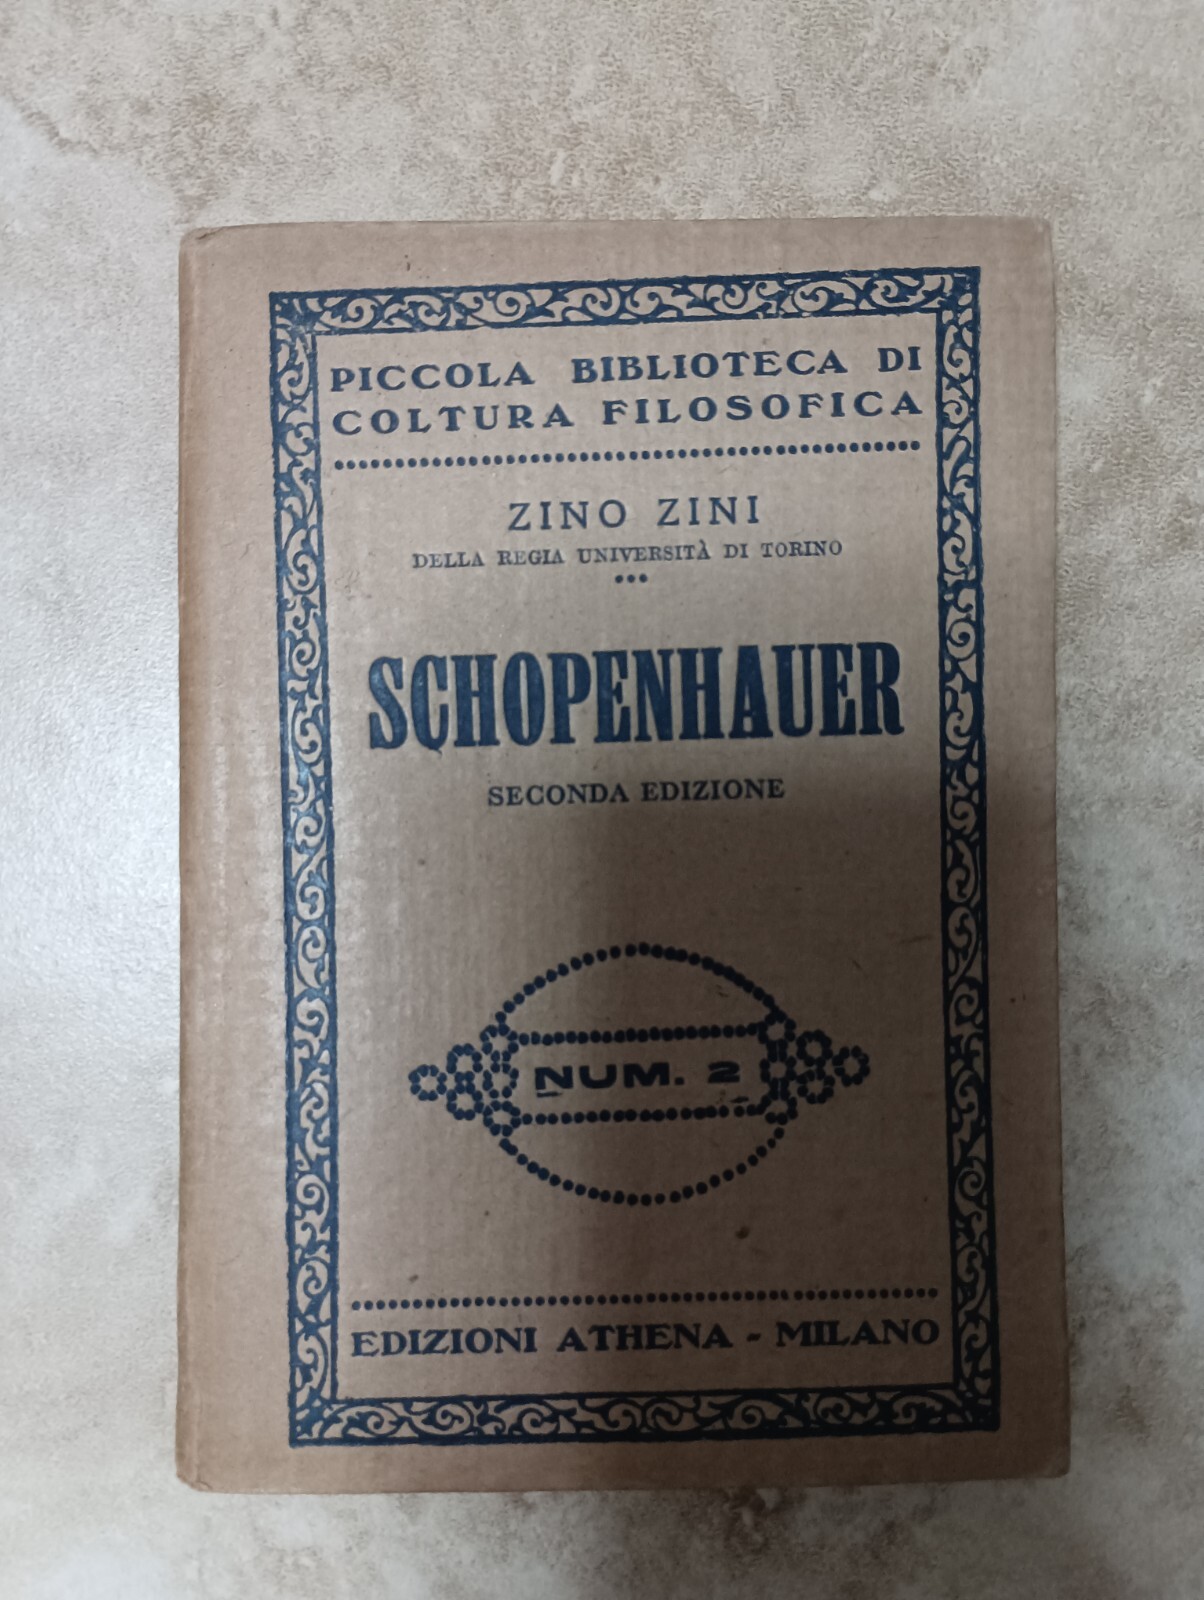 PICCOLA BIBLIOTECA DI
COLTURA FILOSOFICA
ZINO ZINI
DELLA REGIA UNIVERSITÀ DI TORINO
SCHOPENHAUER
SECONDA EDIZIONE
NUM. 2
EDIZIONI ATHENA - MILANO